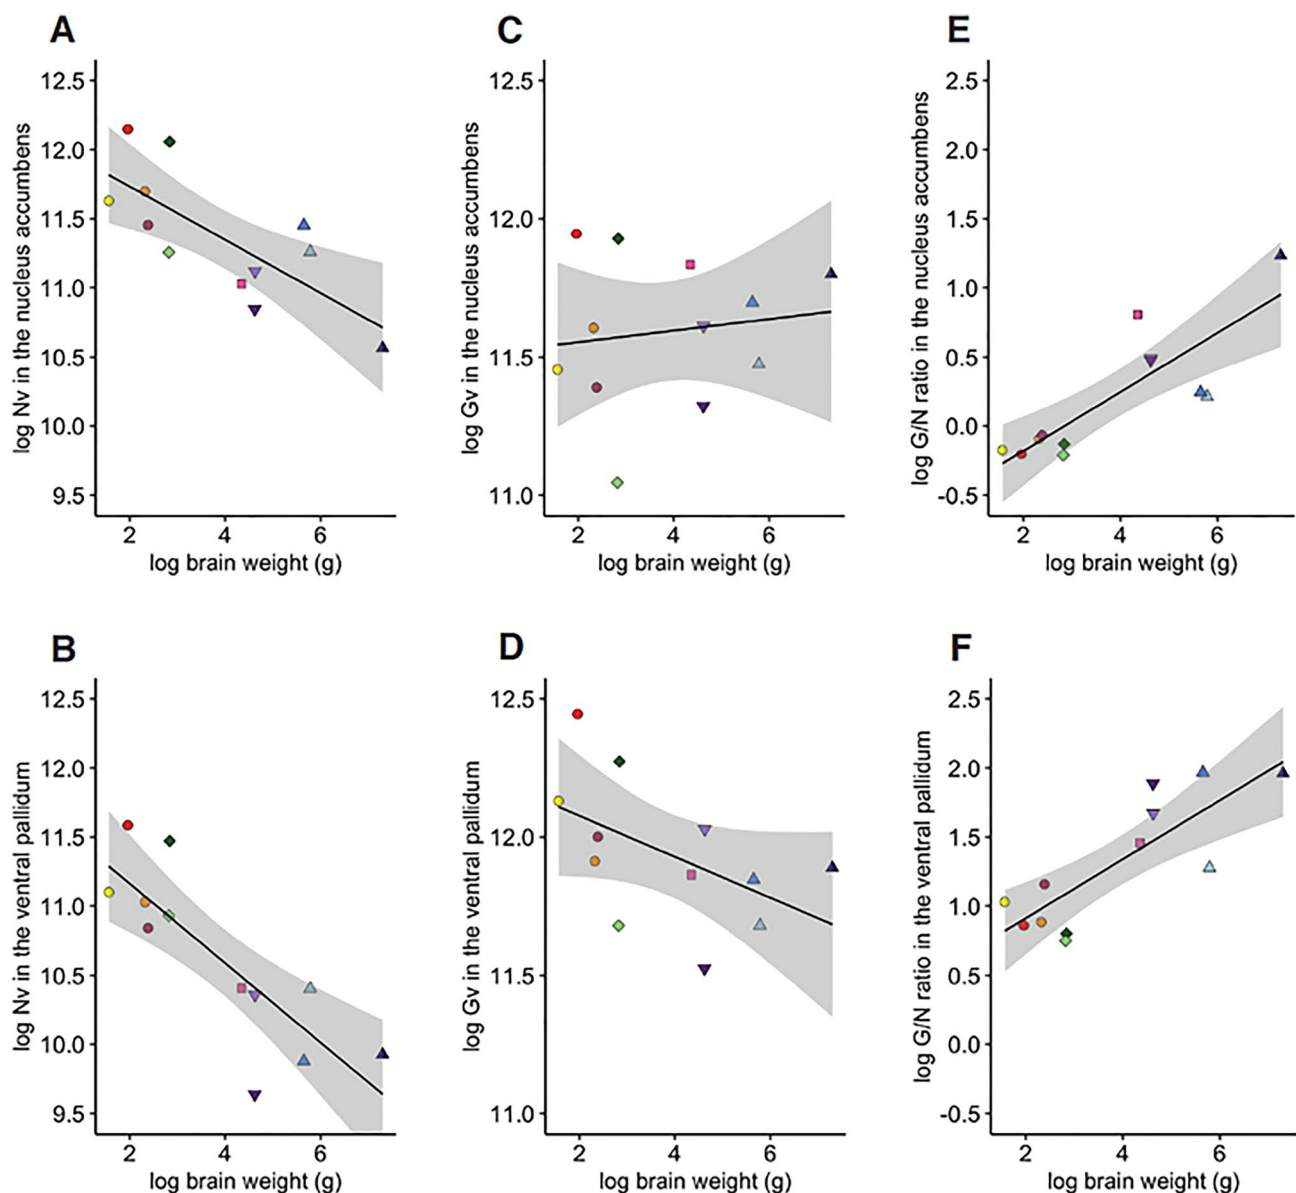 A
log Nv in the nucleus accumbens
12.5
12.0
11.5
11.0
10.5
10.0
9.5
2 4 6
log brain weight (g)
C
log Gv in the nucleus accumbens
12.5
12.0
11.5
11.0
2 4 6
log brain weight (g)
E
log G/N ratio in the nucleus accumbens
2.5
2.0
1.5
1.0
0.5
0.0
-0.5
2 4 6
log brain weight (g)
B
log Nv in the ventral pallidum
12.5
12.0
11.5
11.0
10.5
10.0
9.5
2 4 6
log brain weight (g)
D
log Gv in the ventral pallidum
12.5
12.0
11.5
11.0
2 4 6
log brain weight (g)
F
log G/N ratio in the ventral pallidum
2.5
2.0
1.5
1.0
0.5
0.0
-0.5
2 4 6
log brain weight (g)